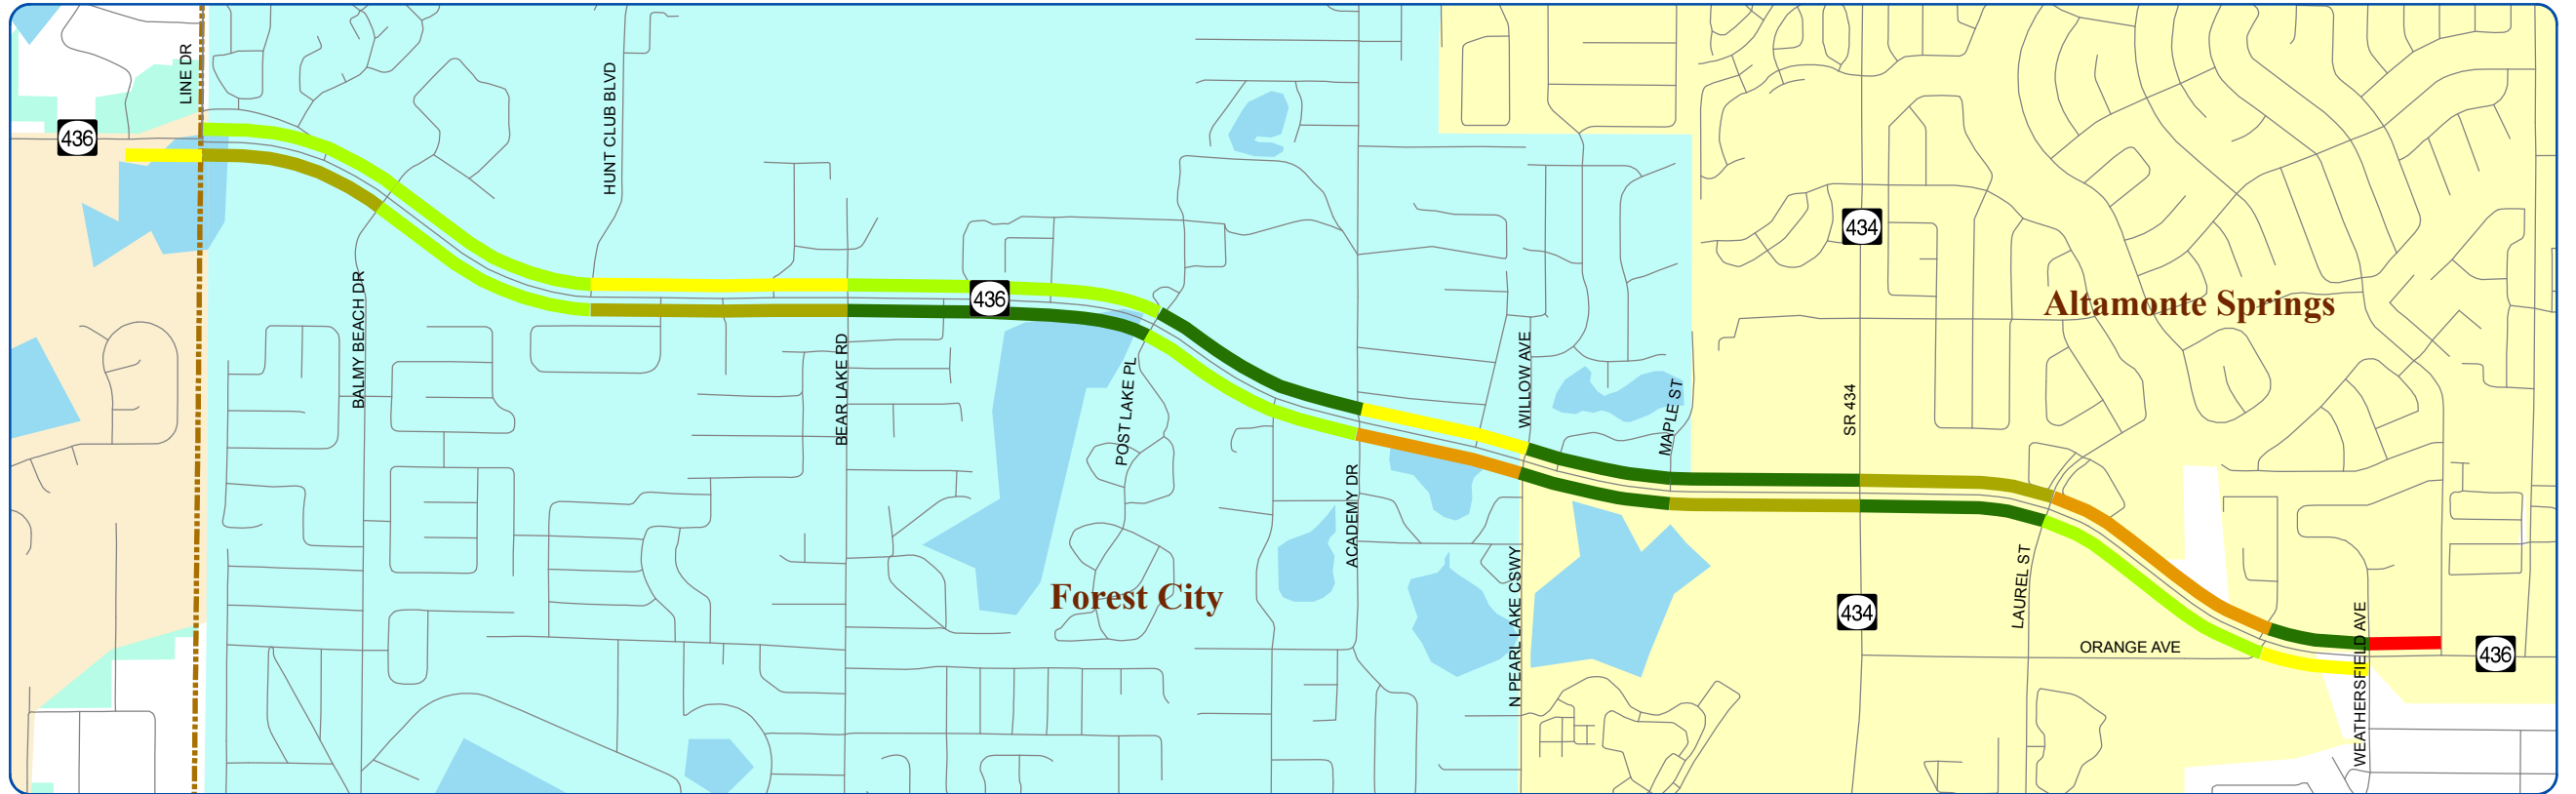 LINE DR
436
HUNT CLUB BLVD
434
BALMY BEACH DR
436
Altamonte Springs
BEAR LAKE RD
POST LAKE PL
WILLOW AVE
MAPLE ST
SR 434
ACADEMY DR
N PEARL LAKE CSWY
LAUREL ST
Forest City
434
ORANGE AVE
WEATHERSFIELD AVE
436